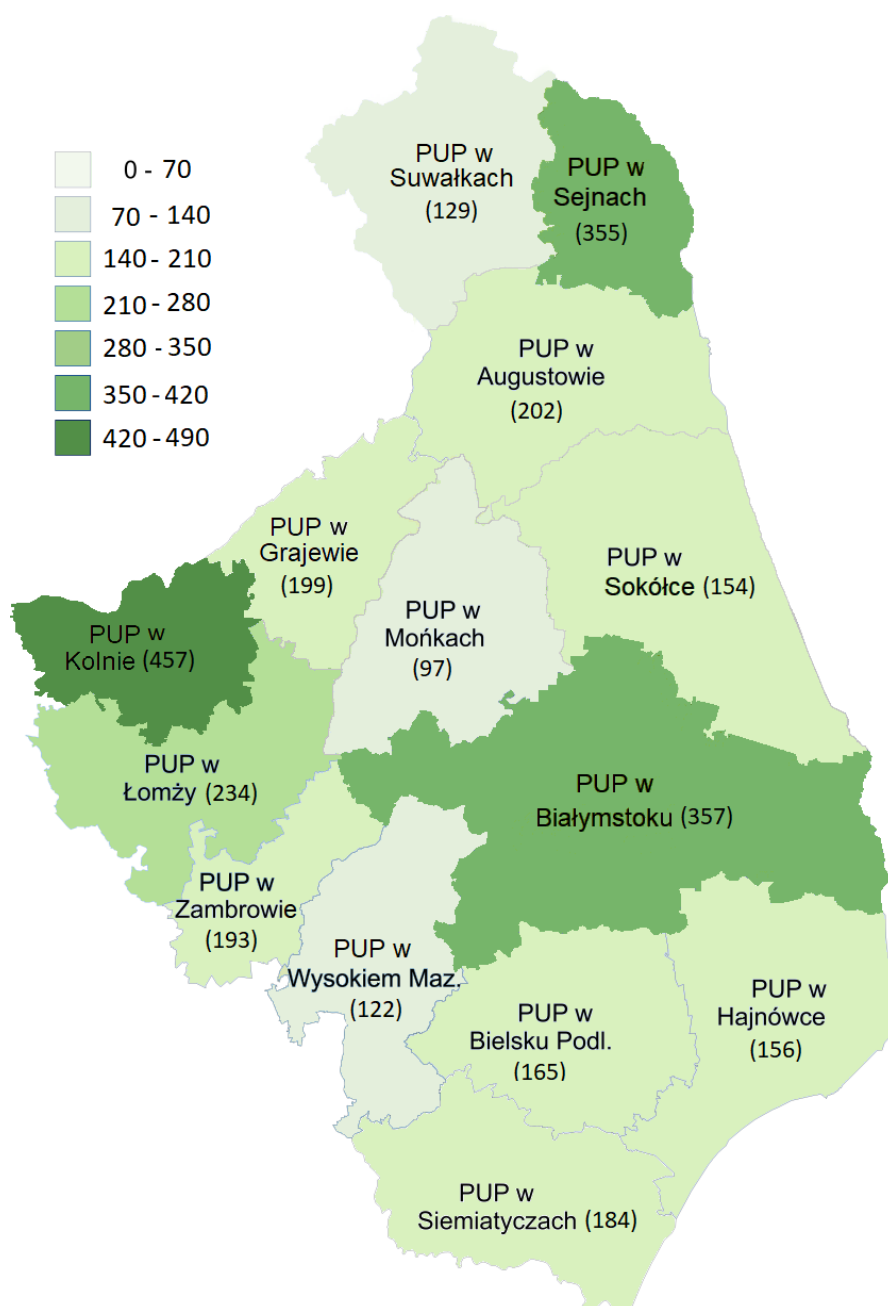 0 - 70
70 - 140
140 - 210
210 - 280
280 - 350
350 - 420
420 - 490
PUP w
Suwałkach
(129)
PUP w
Sejnach
(355)
PUP w
Augustowie
(202)
PUP w
Grajewie
(199)
PUP w
Sokółce (154)
PUP w
Mońkach
(97)
PUP w
Kolnie (457)
PUP w
Łomży (234)
PUP w
Białymstoku (357)
PUP w
Zambrowie
(193)
PUP w
Wysokiem Maz.
(122)
PUP w
Bielsku Podl.
(165)
PUP w
Hajnówce
(156)
PUP w
Siemiatyczach (184)